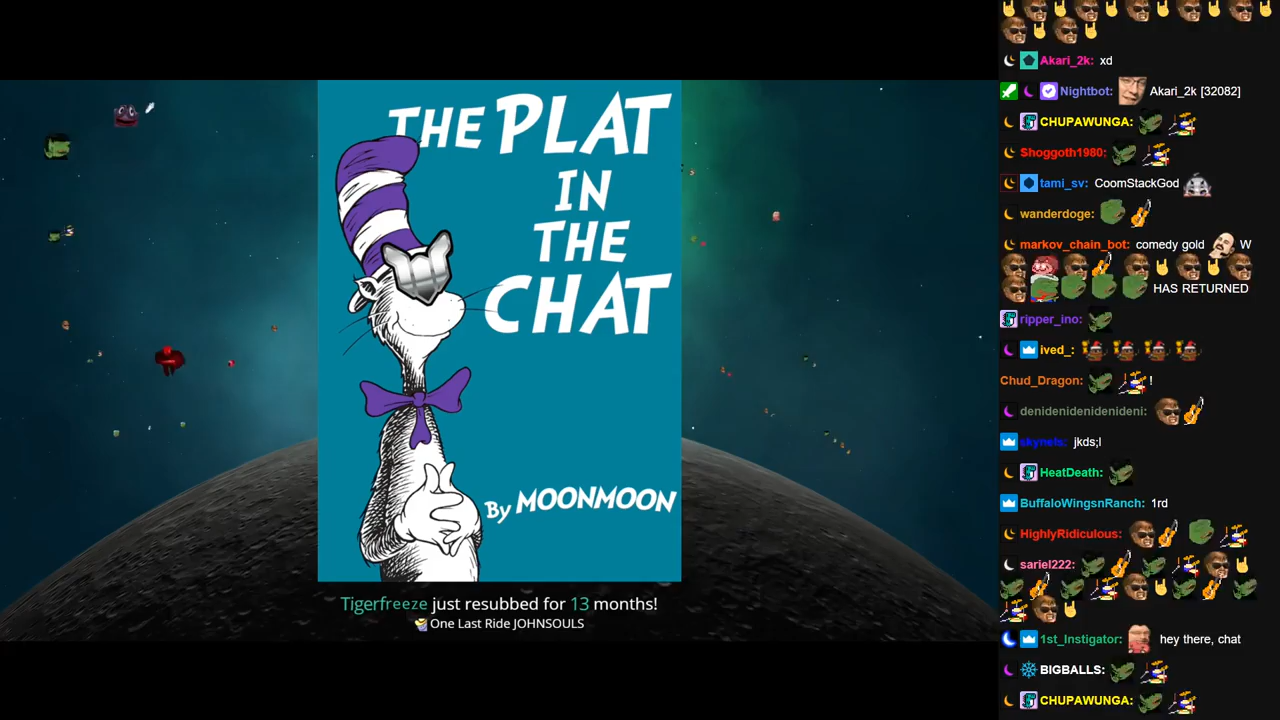 THE PLAT
IN
THE
CHAT
By MOONMOON
Tigerfreeze just resubbed for 13 months!
One Last Ride JOHNSOULS
Akari_2k: xd
Nightbot: Akari_2k [32082]
CHUPAWUNGA:
Shoggoth1980:
tami_sv: CoomStackGod
wanderdoge:
markov_chain_bot: comedy gold W
HAS RETURNED
ripper_ino:
ived_:
Chud_Dragon: !
denidenidenidenideni:
skynets: jkds;l
HeatDeath:
BuffaloWingsnRanch: 1rd
HighlyRidiculous:
sariel222:
1st_Instigator: hey there, chat
BIGBALLS:
CHUPAWUNGA: